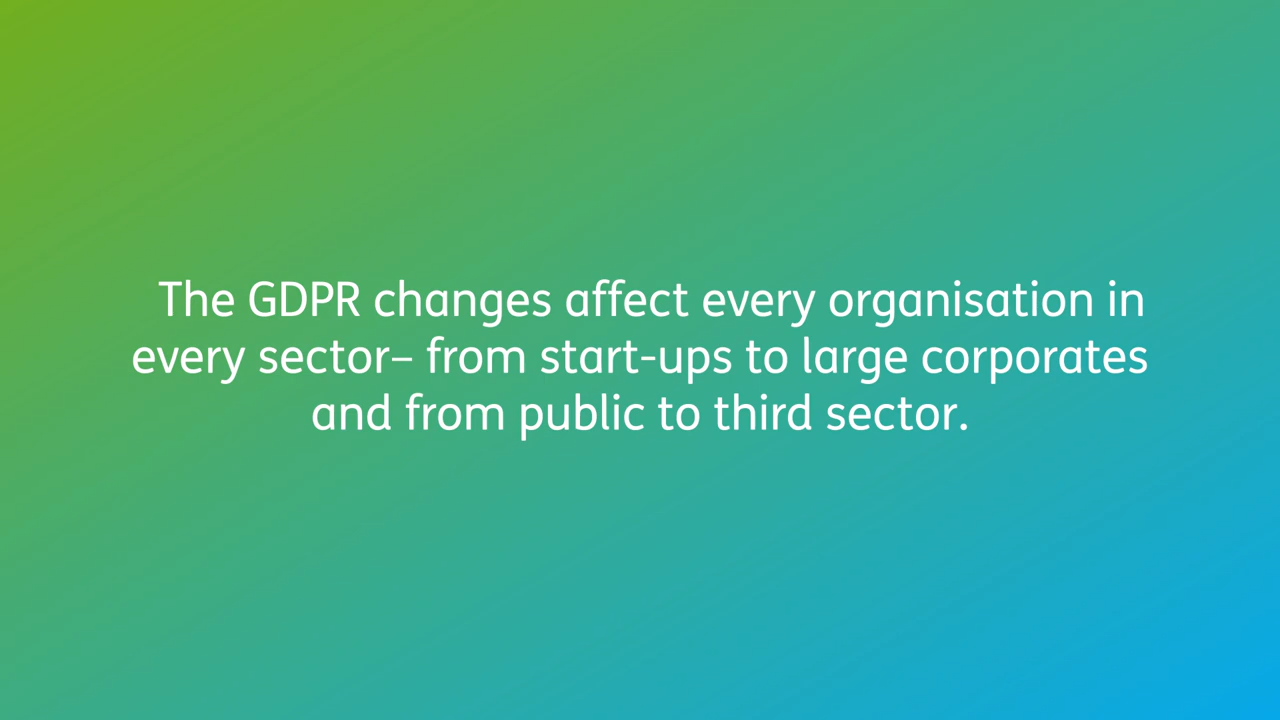 The GDPR changes affect every organisation in
every sector– from start-ups to large corporates
and from public to third sector.